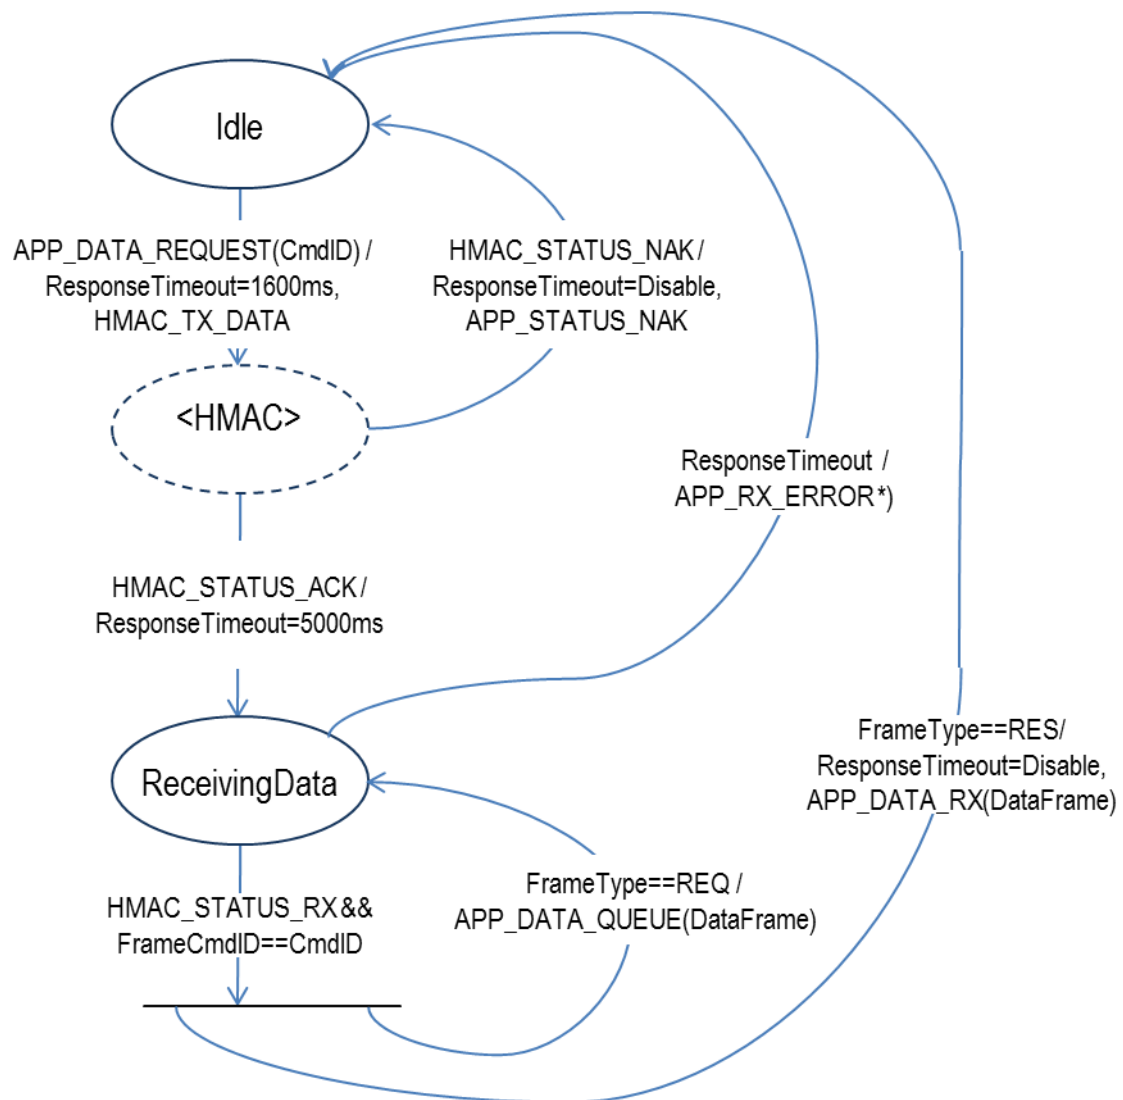 Idle
APP_DATA_REQUEST(CmdID) /
ResponseTimeout=1600ms,
HMAC_TX_DATA
HMAC_STATUS_NAK /
ResponseTimeout=Disable,
APP_STATUS_NAK
<HMAC>
ResponseTimeout /
APP_RX_ERROR *)
HMAC_STATUS_ACK /
ResponseTimeout=5000ms
ReceivingData
FrameType==RES/
ResponseTimeout=Disable,
APP_DATA_RX(DataFrame)
HMAC_STATUS_RX &&
FrameCmdID==CmdID
FrameType==REQ /
APP_DATA_QUEUE(DataFrame)